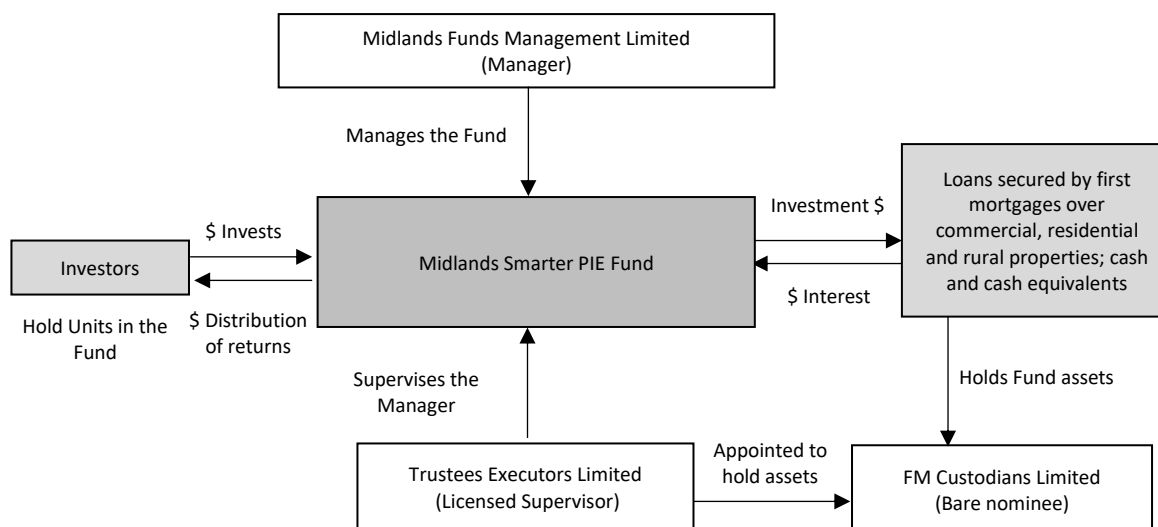 Midlands Funds Management Limited
(Manager)
Manages the Fund
Loans secured by first
mortgages over
commercial, residential
and rural properties; cash
and cash equivalents
Investment $
$ Invests
Investors
Midlands Smarter PIE Fund
$ Interest
Hold Units in the
Fund
$ Distribution
of returns
Supervises the
Manager
Holds Fund assets
Trustees Executors Limited
(Licensed Supervisor)
Appointed to
hold assets
FM Custodians Limited
(Bare nominee)